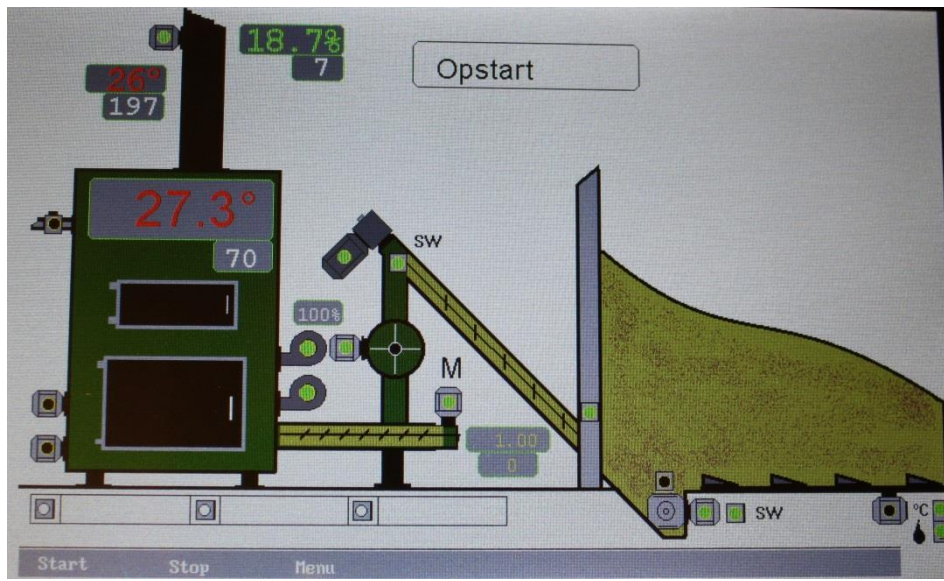 18.7%
7
Opstart
26°
197
27.3°
70
SW
100%
M
1.00
0
SW
°C
Start
Stop
Menu